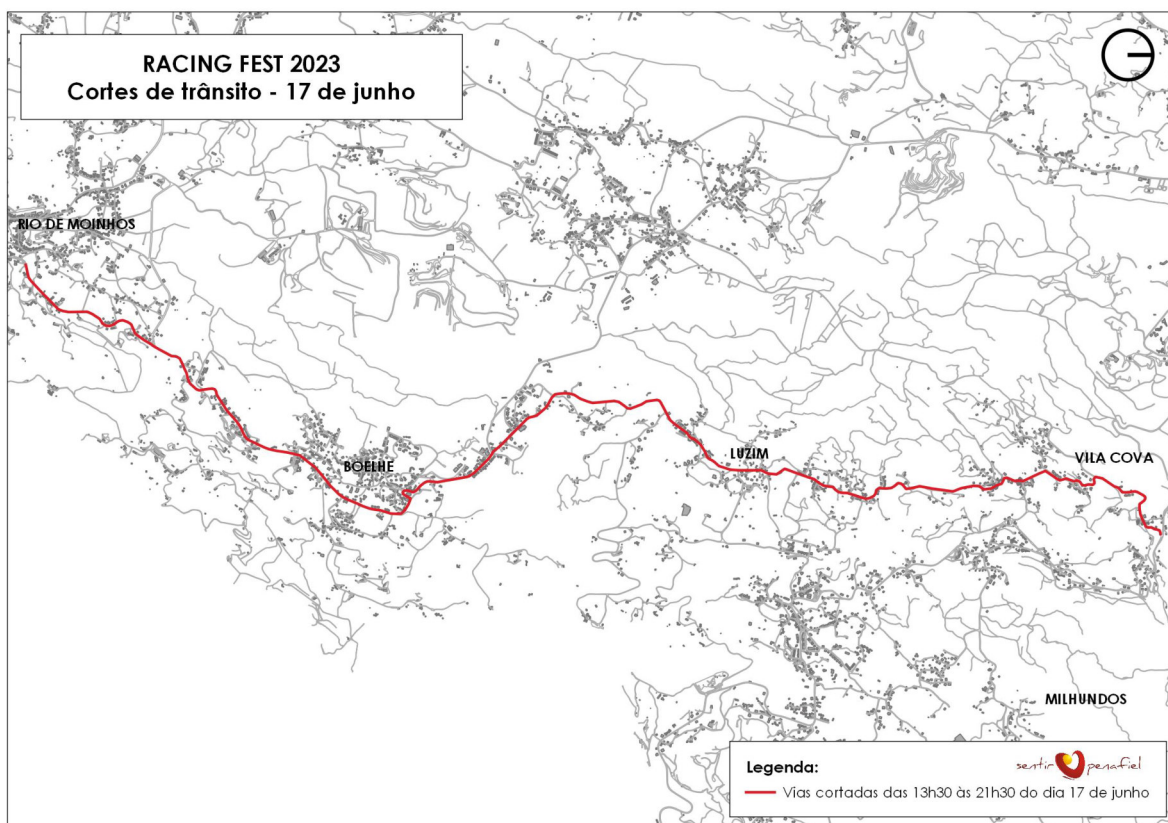 RACING FEST 2023
Cortes de trânsito - 17 de junho
RIO DE MOINHOS
BOELHE
LUZIM
VILA COVA
MILHUNDOS
Legenda:
sentir penafiel
Vias cortadas das 13h30 às 21h30 do dia 17 de junho